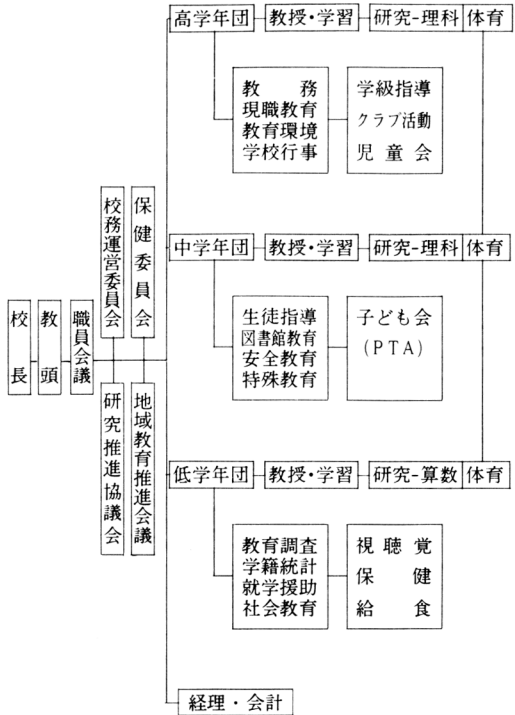 校長
教頭
職員会議
校務運営委員会
保健委員会
研究推進協議会
地域教育推進会議
高学年団 教授・学習 研究-理科 体育
教務
現職教育
教育環境
学校行事
学級指導
クラブ活動
児童会
中学年団 教授・学習 研究-理科 体育
生徒指導
図書館教育
安全教育
特殊教育
子ども会
(PTA)
低学年団 教授・学習 研究-算数 体育
教育調査
学籍統計
就学援助
社会教育
視聴覚
保健
給食
経理・会計